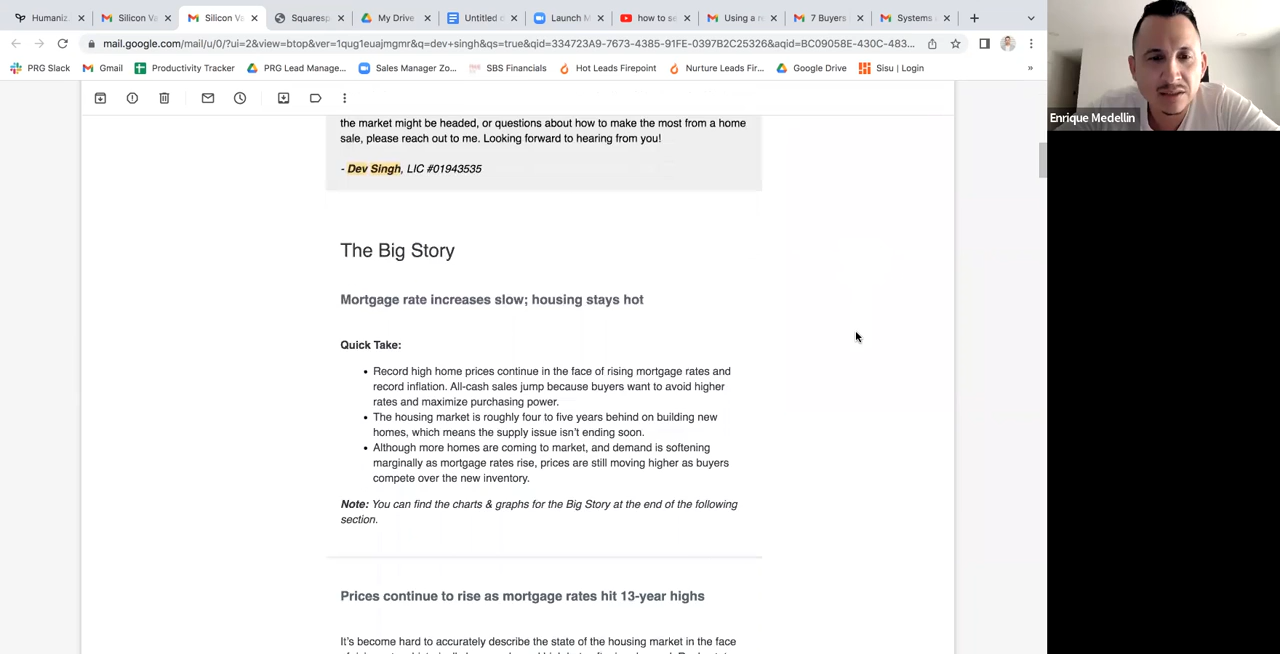 Humaniz
Silicon Va
Silicon Va
Squaresp
My Drive
Untitled d
Launch M
how to se
Using a r
7 Buyers
Systems a
mail.google.com/mail/u/0/?ui=2&view=btop&ver=1qug1euajmgmr&q=dev+singh&qs=true&qid=334723A9-7673-4385-91FE-0397B2C25326&aqid=BC09058E-430C-483...
PRG Slack
Gmail
Productivity Tracker
PRG Lead Manage...
Sales Manager Zo...
SBS Financials
Hot Leads Firepoint
Nurture Leads Fir...
Google Drive
Sisu | Login
»
Enrique Medellin
the market might be headed, or questions about how to make the most from a home
sale, please reach out to me. Looking forward to hearing from you!
- Dev Singh, LIC #01943535
The Big Story
Mortgage rate increases slow; housing stays hot
Quick Take:
• Record high home prices continue in the face of rising mortgage rates and
record inflation. All-cash sales jump because buyers want to avoid higher
rates and maximize purchasing power.
• The housing market is roughly four to five years behind on building new
homes, which means the supply issue isn't ending soon.
• Although more homes are coming to market, and demand is softening
marginally as mortgage rates rise, prices are still moving higher as buyers
compete over the new inventory.
Note: You can find the charts & graphs for the Big Story at the end of the following
section.
Prices continue to rise as mortgage rates hit 13-year highs
It's become hard to accurately describe the state of the housing market in the face